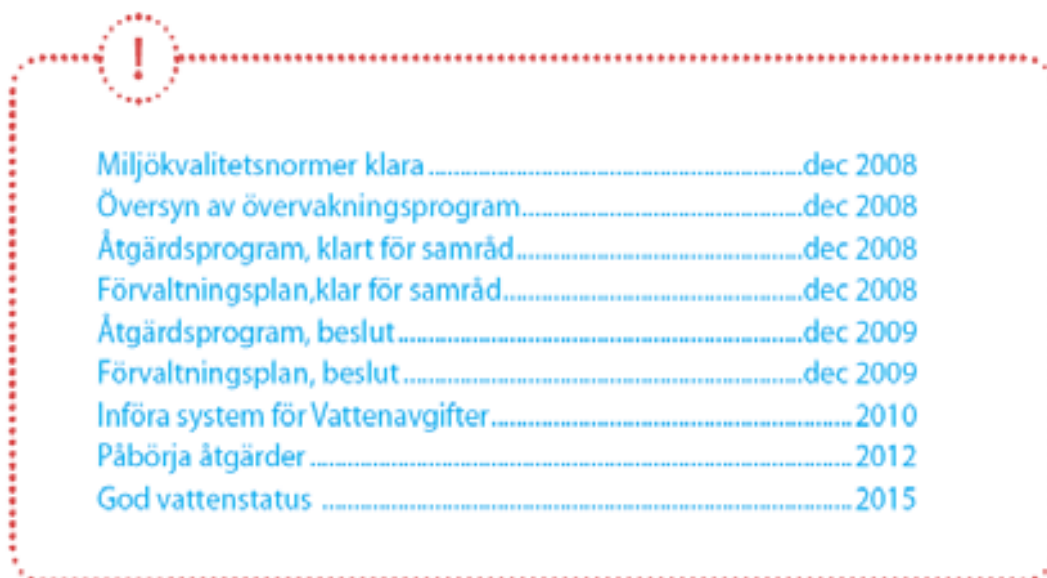 !
Miljökvalitetsnormer klara ........ dec 2008
Översyn av övervakningsprogram ........ dec 2008
Åtgärdsprogram, klart för samråd ........ dec 2008
Förvaltningsplan,klar för samråd ........ dec 2008
Åtgärdsprogram, beslut ........ dec 2009
Förvaltningsplan, beslut ........ dec 2009
Införa system för Vattenavgifter ........ 2010
Påbörja åtgärder ........ 2012
God vattenstatus ........ 2015